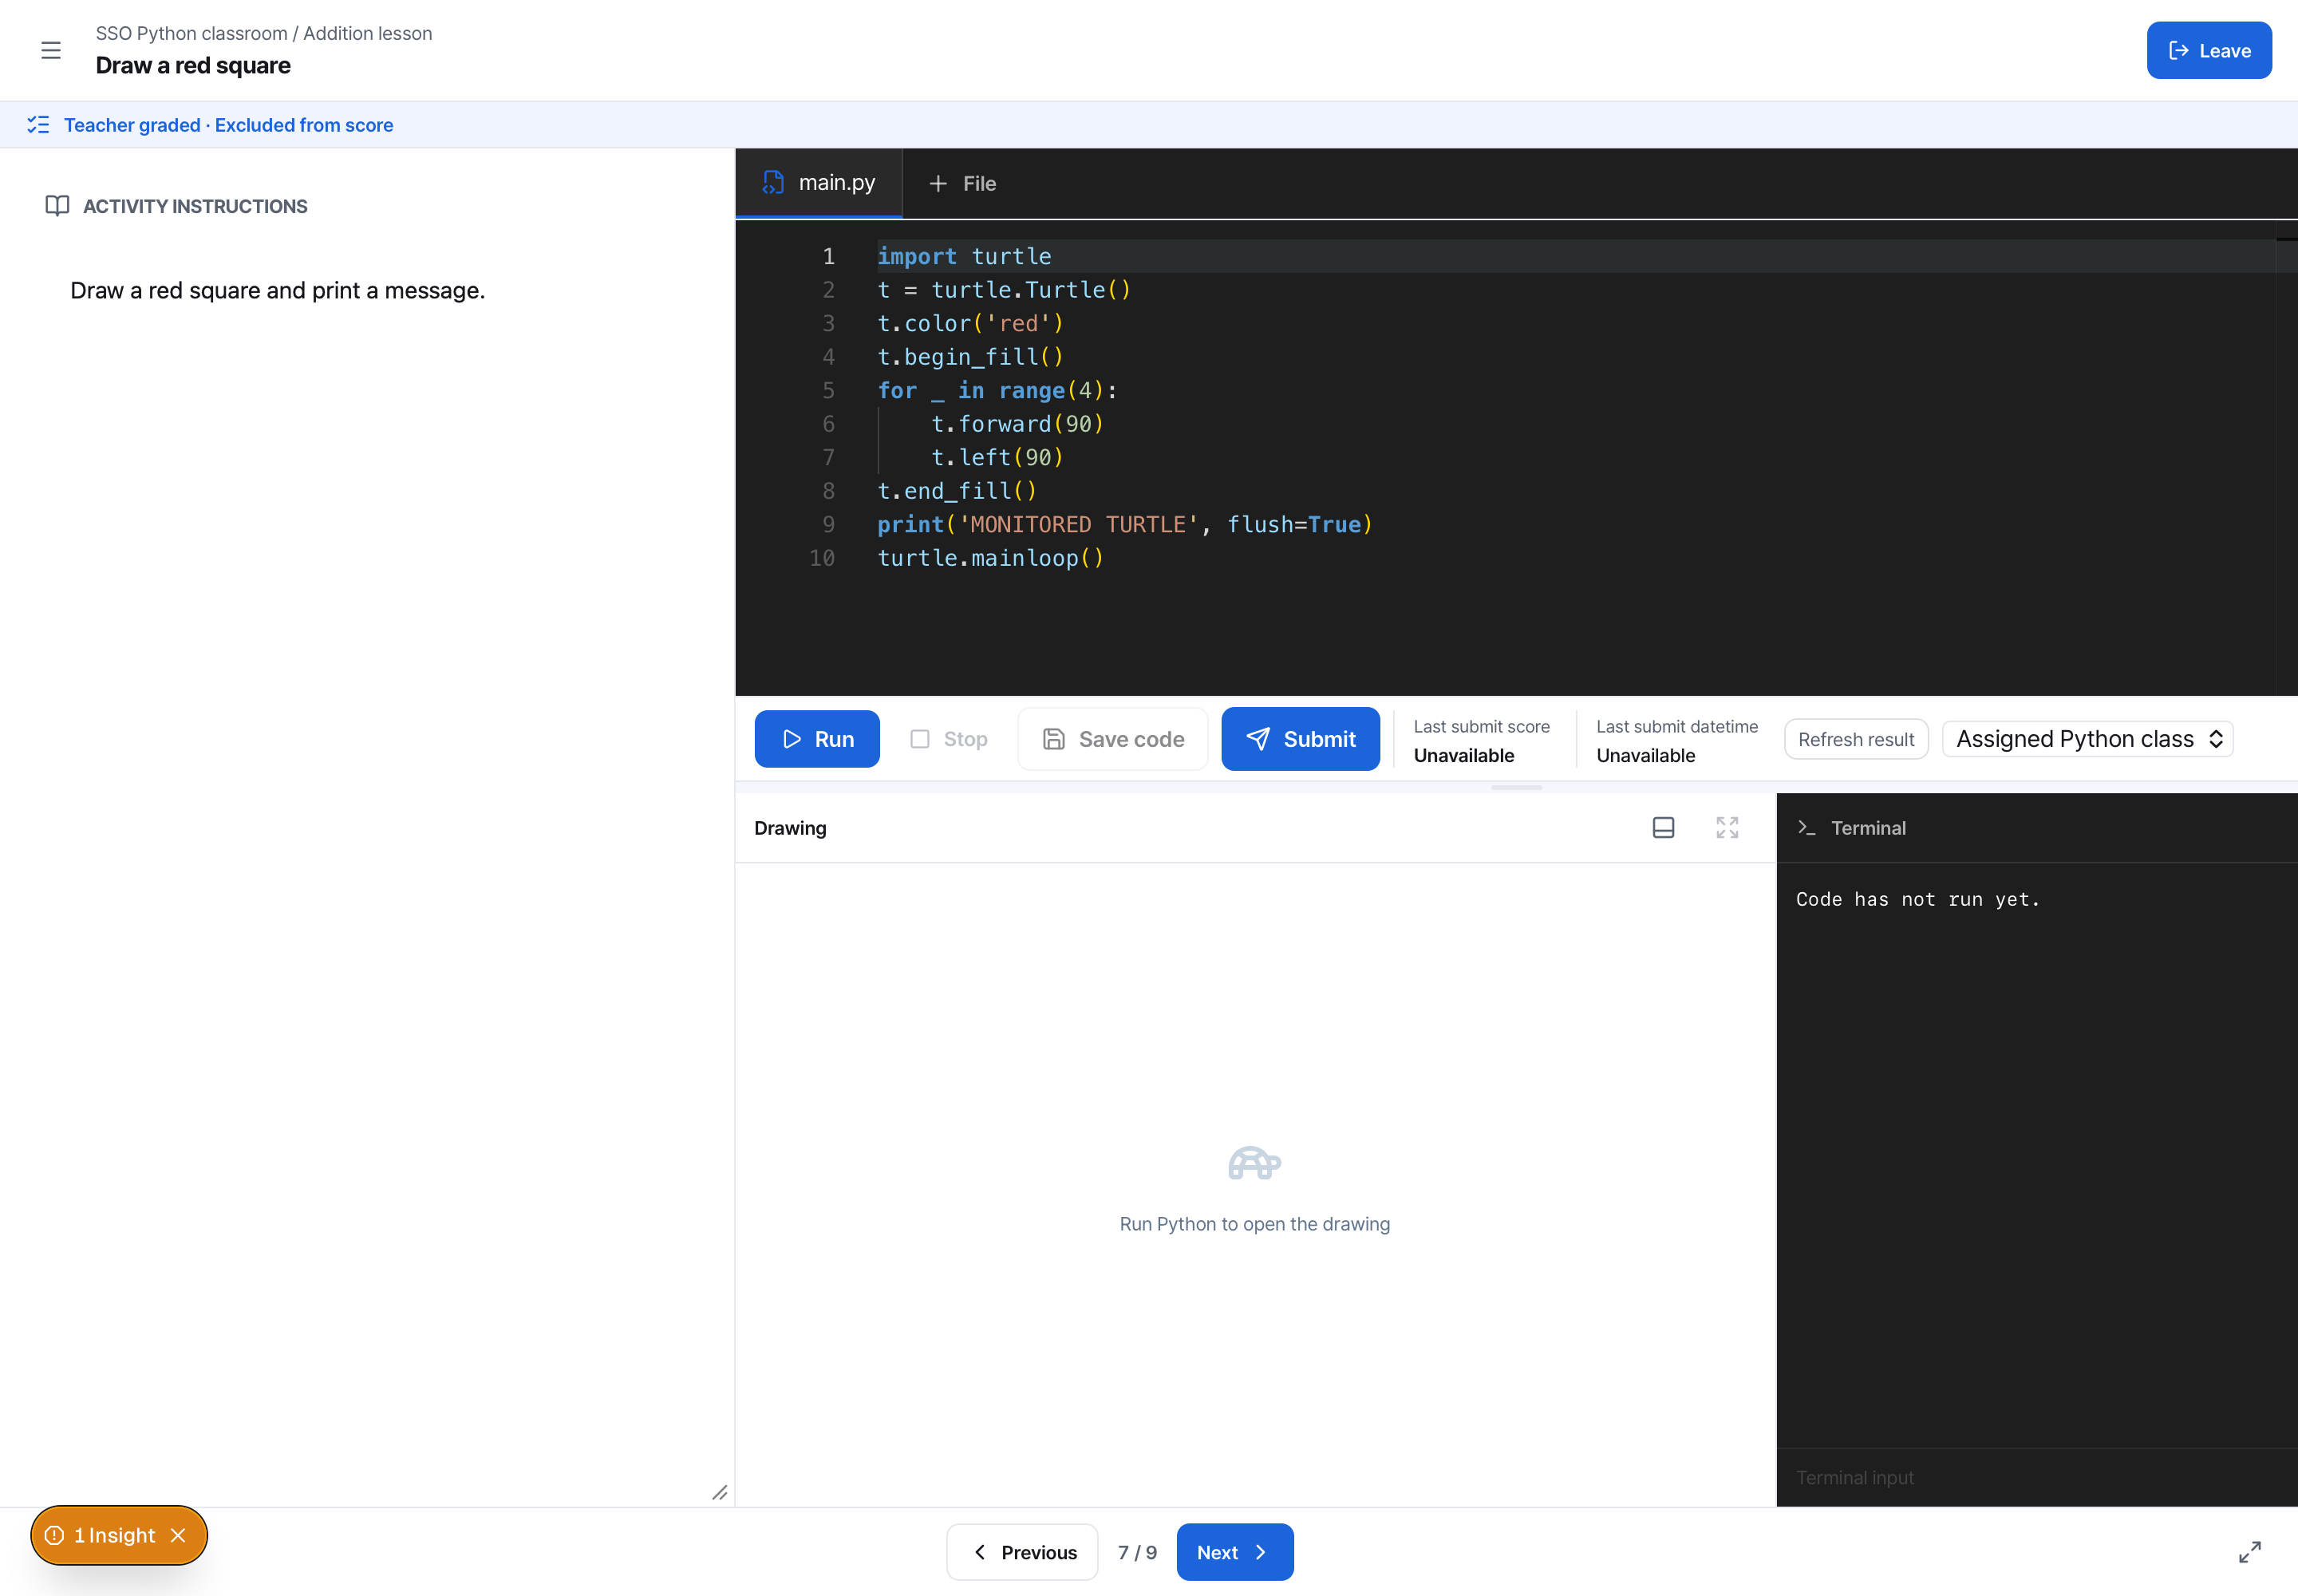 SSO Python classroom / Addition lesson
Draw a red square
Leave
Teacher graded · Excluded from score
ACTIVITY INSTRUCTIONS
Draw a red square and print a message.
main.py
File
1 import turtle
2 t = turtle.Turtle()
3 t.color('red')
4 t.begin_fill()
5 for _ in range(4):
6     t.forward(90)
7     t.left(90)
8 t.end_fill()
9 print('MONITORED TURTLE', flush=True)
10 turtle.mainloop()
Run
Stop
Save code
Submit
Last submit score
Unavailable
Last submit datetime
Unavailable
Refresh result
Assigned Python class
Drawing
Run Python to open the drawing
Terminal
Code has not run yet.
Terminal input
1 Insight
Previous
7 / 9
Next